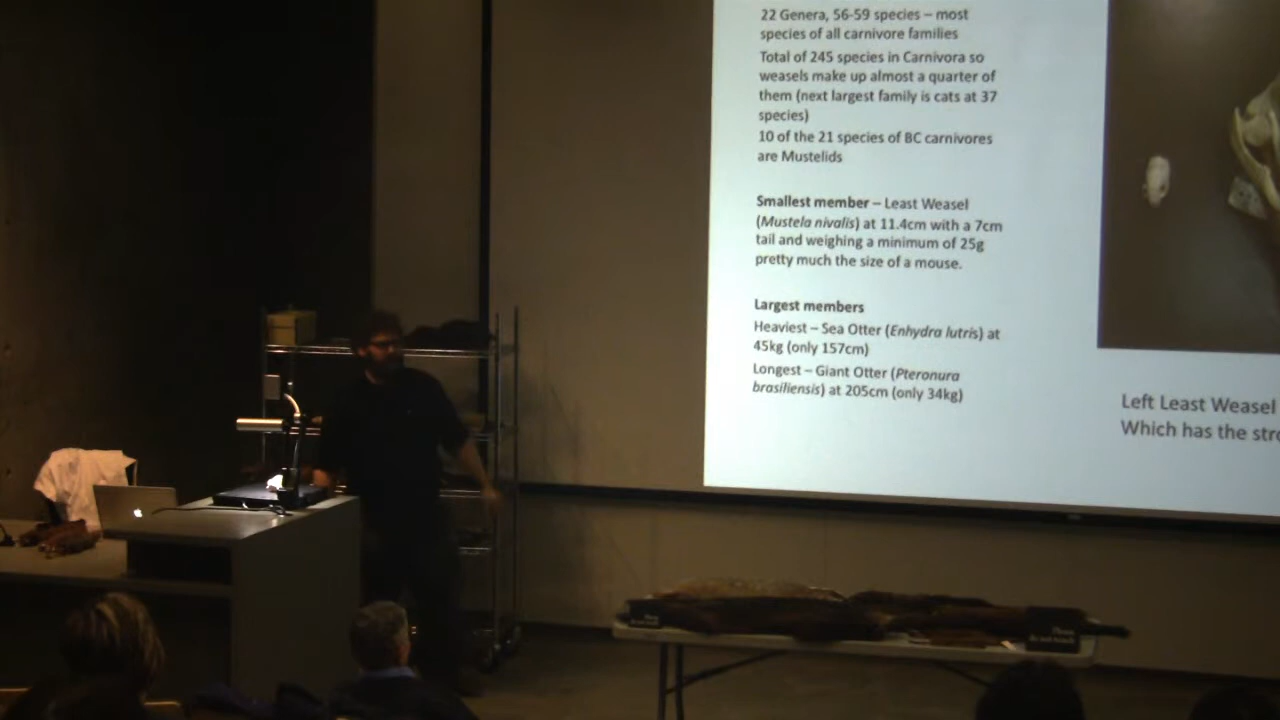 22 Genera, 56-59 species – most
species of all carnivore families
Total of 245 species in Carnivora so
weasels make up almost a quarter of
them (next largest family is cats at 37
species)
10 of the 21 species of BC carnivores
are Mustelids
Smallest member – Least Weasel
(Mustela nivalis) at 11.4cm with a 7cm
tail and weighing a minimum of 25g
pretty much the size of a mouse.
Largest members
Heaviest – Sea Otter (Enhydra lutris) at
45kg (only 157cm)
Longest – Giant Otter (Pteronura
brasiliensis) at 205cm (only 34kg)
Left Least Weasel
Which has the stro